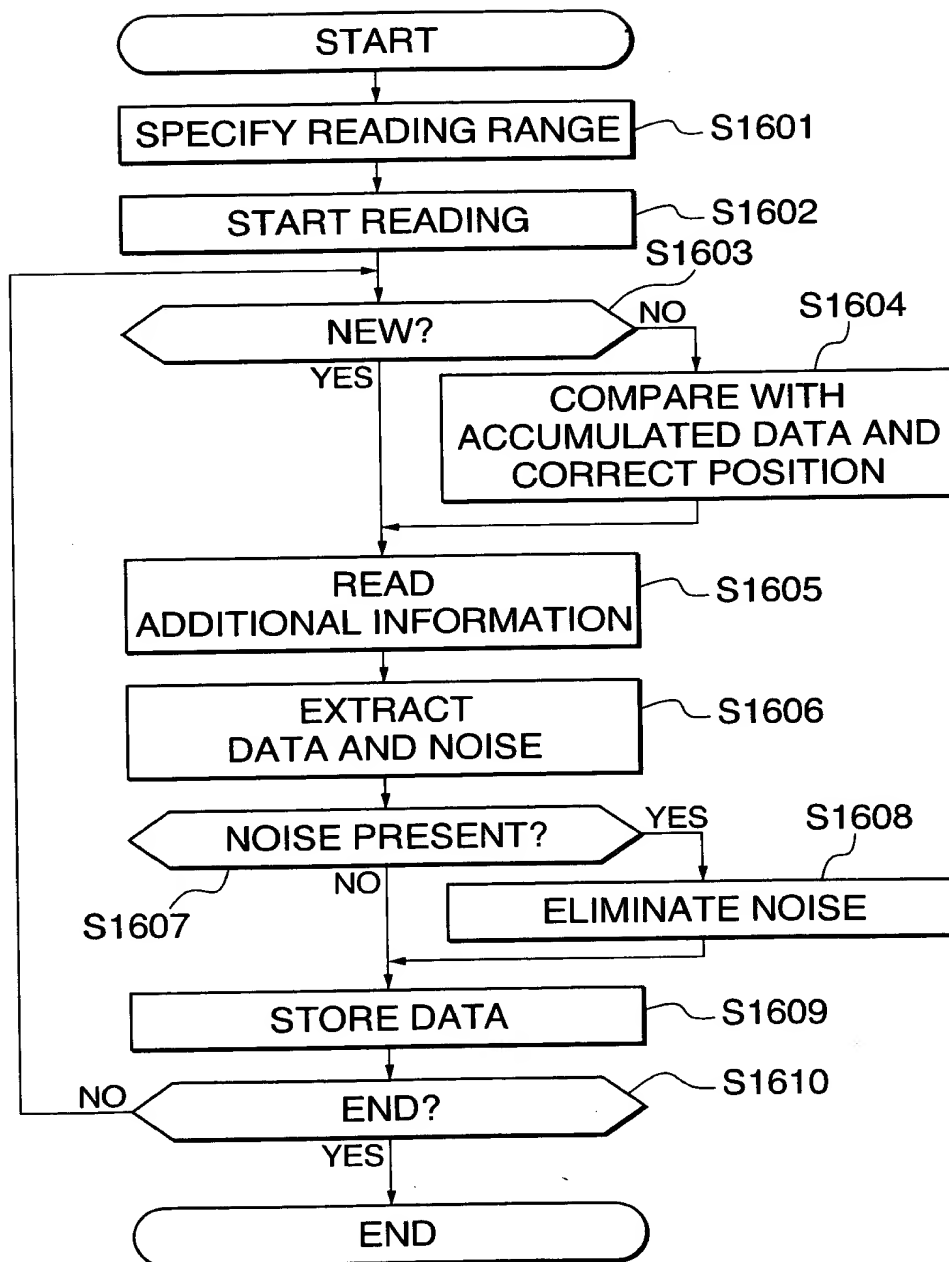 START
SPECIFY READING RANGE
S1601
START READING
S1602
S1603
NEW?
NO
S1604
YES
COMPARE WITH
ACCUMULATED DATA AND
CORRECT POSITION
READ
ADDITIONAL INFORMATION
S1605
EXTRACT
DATA AND NOISE
S1606
NOISE PRESENT?
YES
S1608
NO
S1607
ELIMINATE NOISE
STORE DATA
S1609
NO
END?
S1610
YES
END